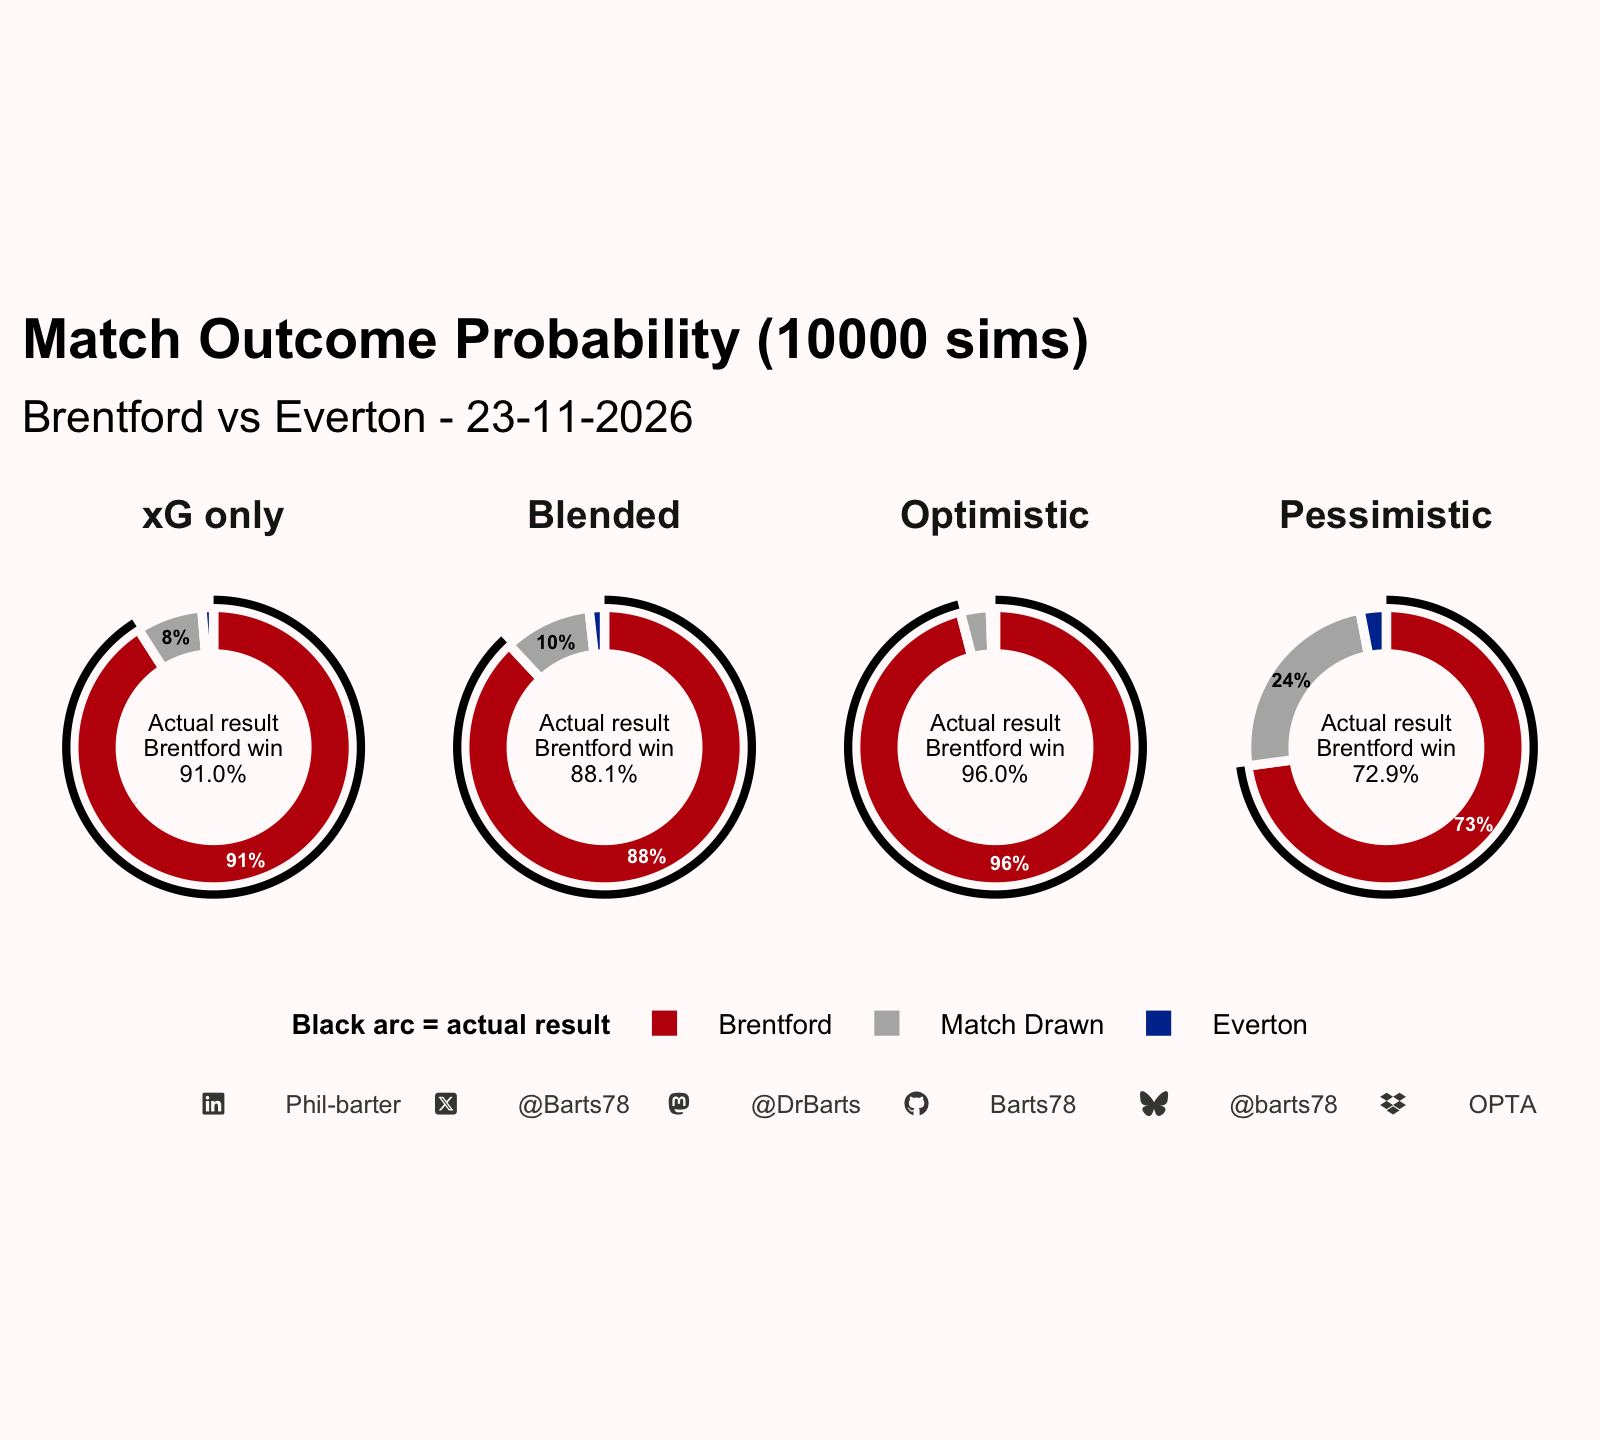 Match Outcome Probability (10000 sims)
Brentford vs Everton - 23-11-2026
xG only Blended Optimistic Pessimistic
8%
Actual result
Brentford win
91.0%
91%
10%
Actual result
Brentford win
88.1%
88%
Actual result
Brentford win
96.0%
96%
24%
Actual result
Brentford win
72.9%
73%
Black arc = actual result Brentford Match Drawn Everton
Phil-barter @Barts78 @DrBarts Barts78 @barts78 OPTA